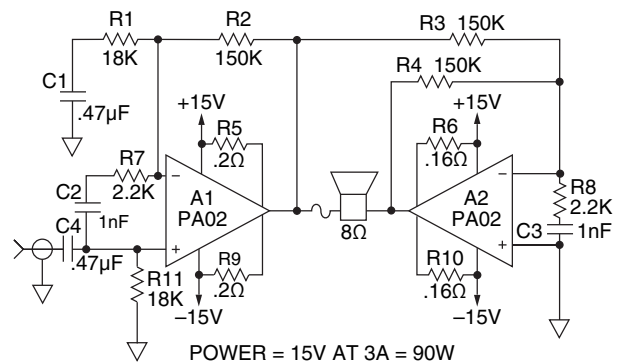 R1
18K
R2
150K
R3 150K
R4 150K
C1
.47µF
+15V
R5
.2Ω
R6
.16Ω
+15V
R7
2.2K
C2
1nF
C4
.47µF
–
+
A1
PA02
8Ω
A2
PA02
–
+
R8
2.2K
C3
1nF
R11
18K
R9
.2Ω
–15V
R10
.16Ω
–15V
POWER = 15V AT 3A = 90W